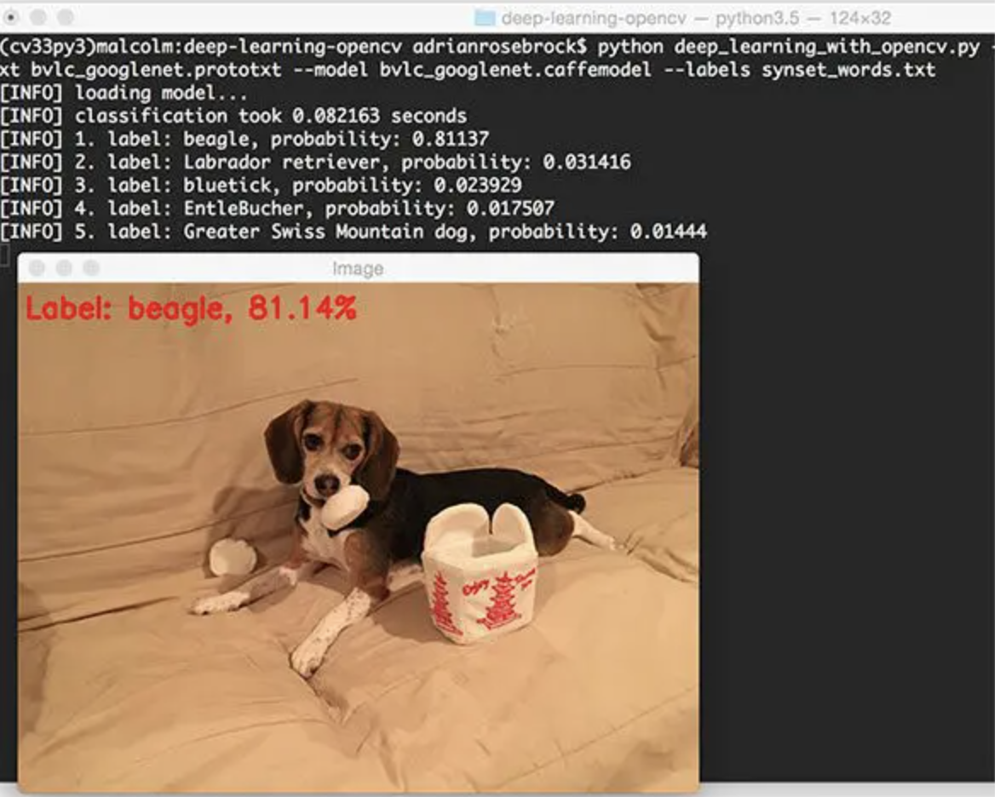 deep-learning-opencv — python3.5 — 124×32
(cv33py3)malcolm:deep-learning-opencv adrianrosebrock$ python deep_learning_with_opencv.py -
xt bvlc_googlenet.prototxt --model bvlc_googlenet.caffemodel --labels synset_words.txt
[INFO] loading model...
[INFO] classification took 0.082163 seconds
[INFO] 1. label: beagle, probability: 0.81137
[INFO] 2. label: Labrador retriever, probability: 0.031416
[INFO] 3. label: bluetick, probability: 0.023929
[INFO] 4. label: EntleBucher, probability: 0.017507
[INFO] 5. label: Greater Swiss Mountain dog, probability: 0.01444
Image
Label: beagle, 81.14%
Enjoy